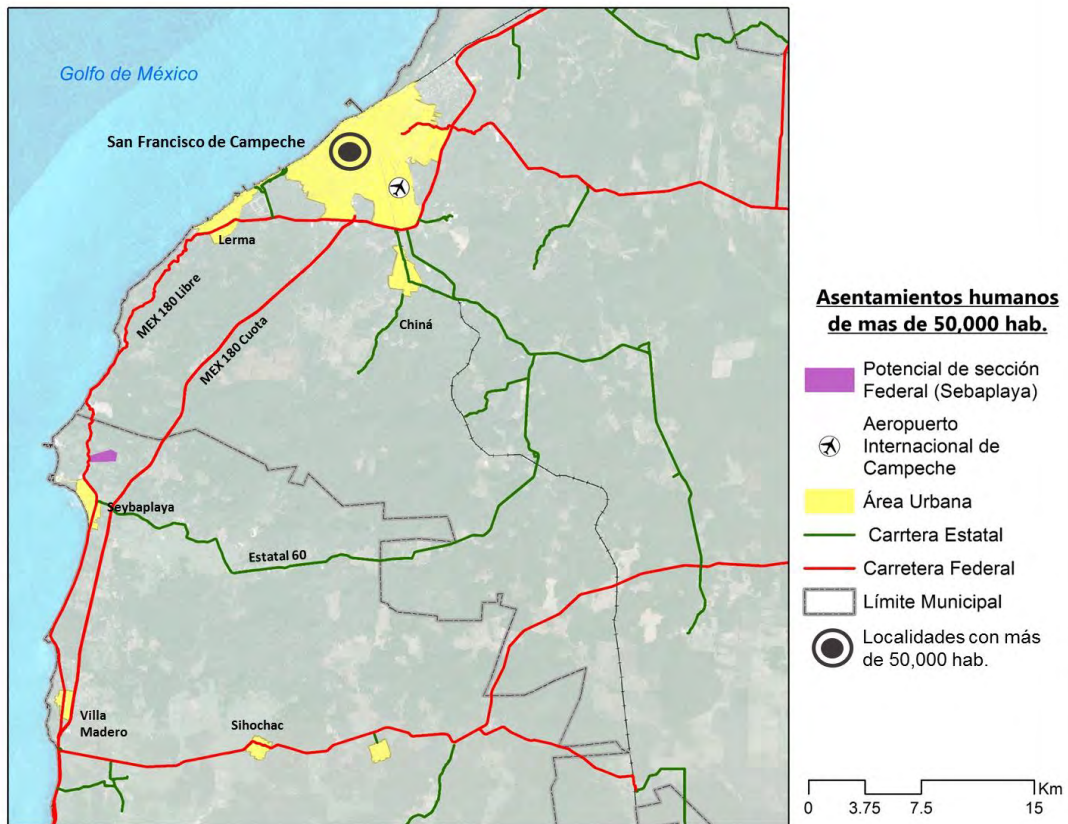 Golfo de México
San Francisco de Campeche
Lerma
MEX 180 Libre
MEX 180 Cuota
Chiná
Seybaplaya
Estatal 60
Villa
Madero
Sihochac
Asentamientos humanos
de mas de 50,000 hab.
Potencial de sección
Federal (Sebaplaya)
Aeropuerto
Internacional de
Campeche
Área Urbana
Carrtera Estatal
Carretera Federal
Límite Municipal
Localidades con más
de 50,000 hab.
Km
0 3.75 7.5 15